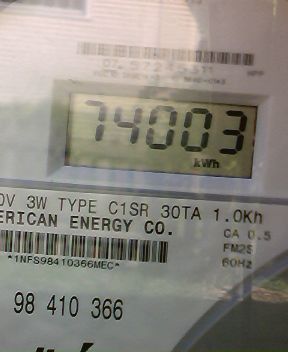 74003
kWh
0V 3W TYPE C1SR 30TA 1.0Kh
ERICAN ENERGY CO.
CA 0.5
FM2S
60Hz
*1NFS98410366MEC*
98 410 366